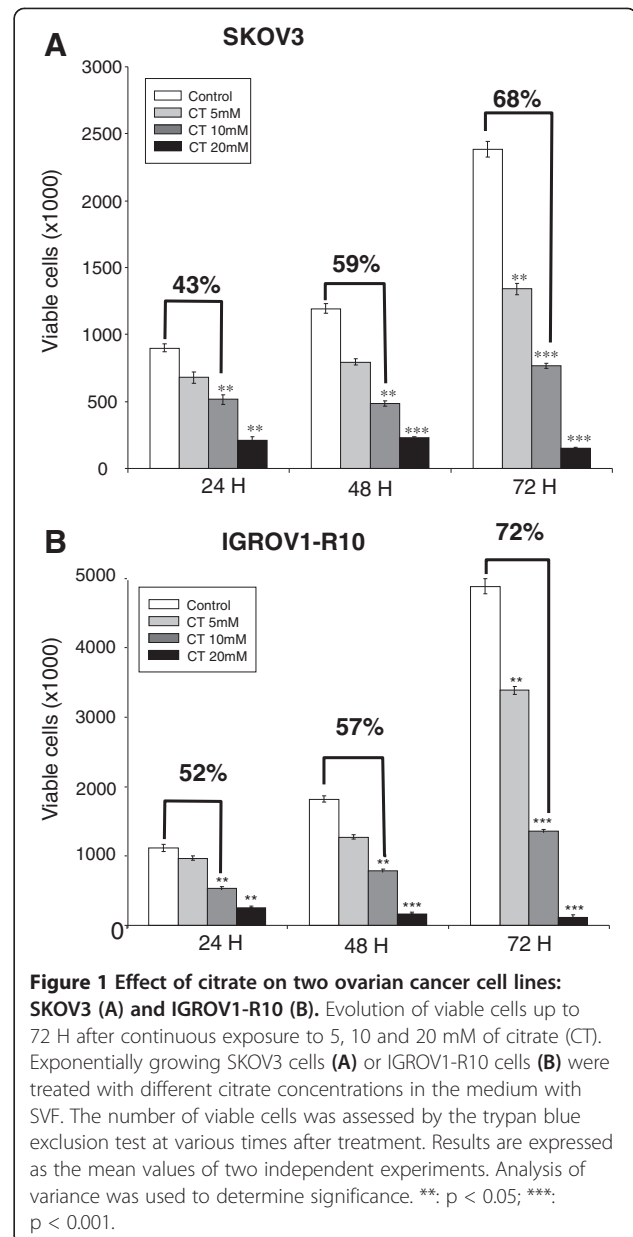 A
SKOV3
3000
2500
2000
1500
1000
500
0
Viable cells (x1000)
Control
CT 5mM
CT 10mM
CT 20mM
43%
59%
68%
**
**
**
***
**
***
***
24 H
48 H
72 H
B
IGROV1-R10
5000
4000
3000
2000
1000
0
Viable cells (x1000)
Control
CT 5mM
CT 10mM
CT 20mM
52%
57%
72%
**
**
**
***
**
***
***
24 H
48 H
72 H
Figure 1 Effect of citrate on two ovarian cancer cell lines:
SKOV3 (A) and IGROV1-R10 (B). Evolution of viable cells up to
72 H after continuous exposure to 5, 10 and 20 mM of citrate (CT).
Exponentially growing SKOV3 cells (A) or IGROV1-R10 cells (B) were
treated with different citrate concentrations in the medium with
SVF. The number of viable cells was assessed by the trypan blue
exclusion test at various times after treatment. Results are expressed
as the mean values of two independent experiments. Analysis of
variance was used to determine significance. **: p < 0.05; ***:
p < 0.001.